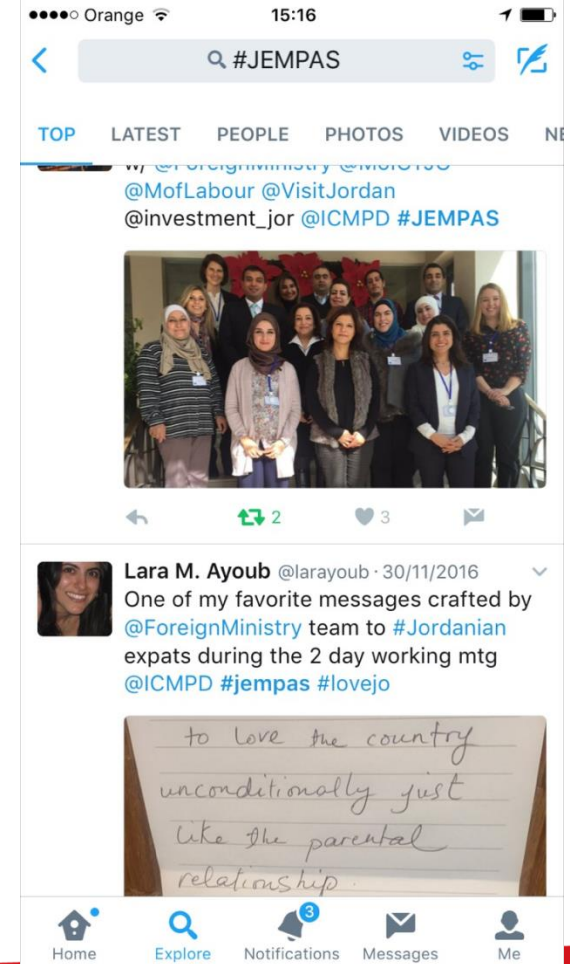 Orange 15:16
#JEMPAS
TOP LATEST PEOPLE PHOTOS VIDEOS NE
w/ @ForeignMinistry
@MofLabour @VisitJordan
@investment_jor @ICMPD #JEMPAS
2 3
Lara M. Ayoub @larayoub · 30/11/2016
One of my favorite messages crafted by
@ForeignMinistry team to #Jordanian
expats during the 2 day working mtg
@ICMPD #jempas #lovejo
to love the country
unconditionally just
like the parental
relationship.
3
Home Explore Notifications Messages Me